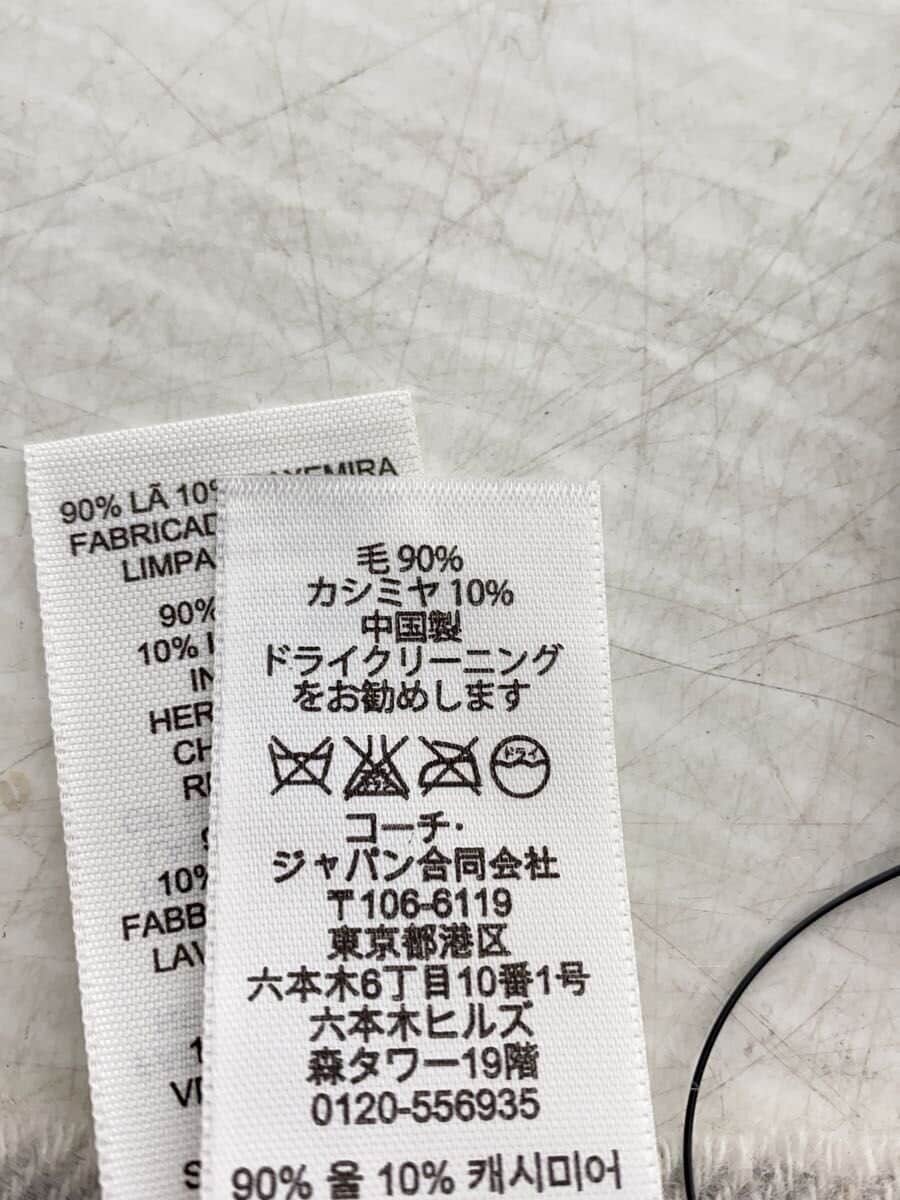 90% LÃ 10%
FABRICAD
LIMPA
90%
10%
IN
HER
CH
10%
FABB
LAV
毛 90%
カシミヤ 10%
中国製
ドライクリーニング
をお勧めします
ドライ
コーチ・
ジャパン合同会社
〒106-6119
東京都港区
六本木6丁目10番1号
六本木ヒルズ
森タワー19階
0120-556935
90% 울 10% 캐시미어